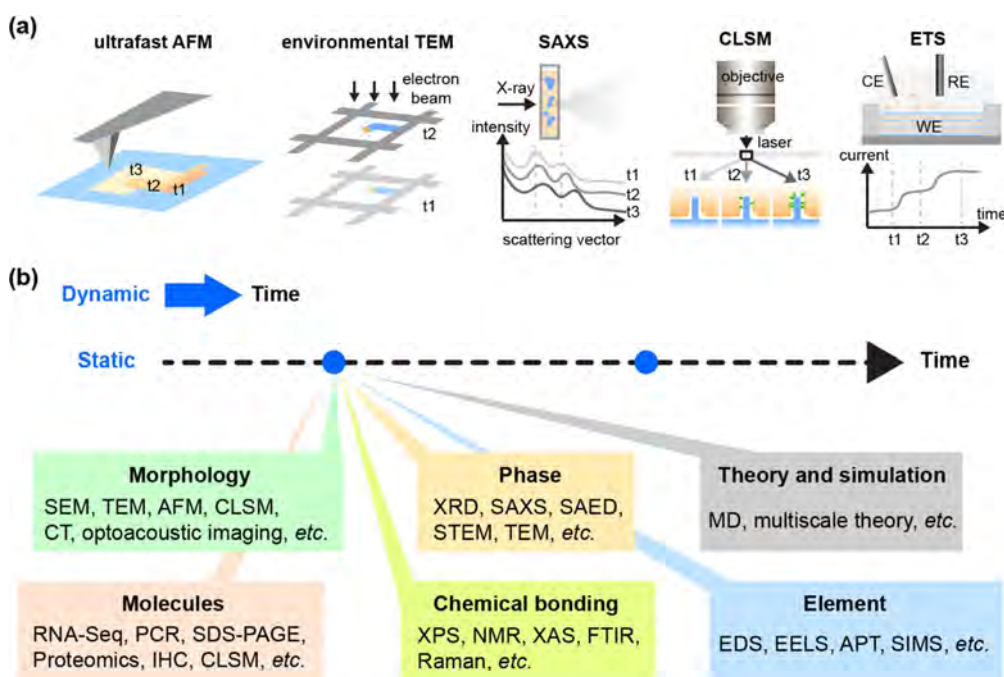 (a)
ultrafast AFM
t3
t2
t1
environmental TEM
electron
beam
t2
t1
SAXS
X-ray
intensity
t1
t2
t3
scattering vector
CLSM
objective
laser
t1
t2
t3
ETS
CE
RE
WE
current
time
t1
t2
t3
(b)
Dynamic
Time
Static
Time
Morphology
SEM, TEM, AFM, CLSM,
CT, optoacoustic imaging, etc.
Phase
XRD, SAXS, SAED,
STEM, TEM, etc.
Theory and simulation
MD, multiscale theory, etc.
Molecules
RNA-Seq, PCR, SDS-PAGE,
Proteomics, IHC, CLSM, etc.
Chemical bonding
XPS, NMR, XAS, FTIR,
Raman, etc.
Element
EDS, EELS, APT, SIMS, etc.